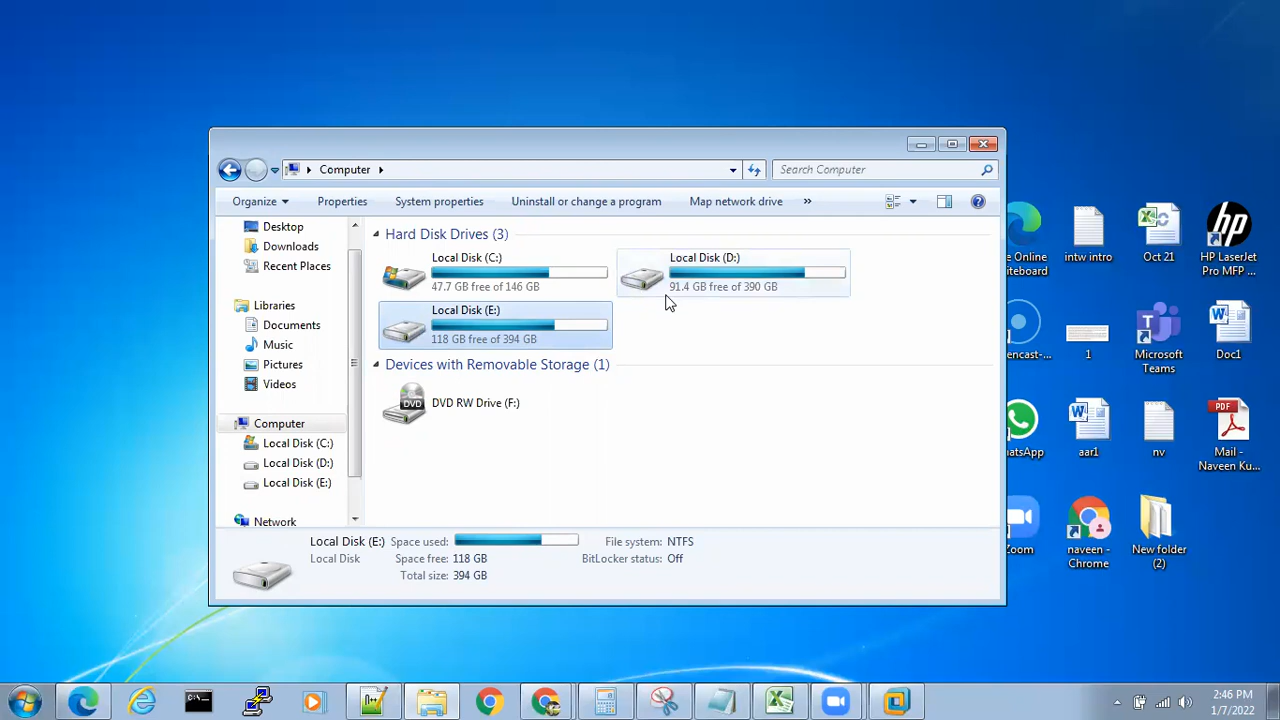 Computer
Search Computer
Organize Properties System properties Uninstall or change a program Map network drive »
Desktop
Downloads
Recent Places
Libraries
Documents
Music
Pictures
Videos
Computer
Local Disk (C:)
Local Disk (D:)
Local Disk (E:)
Network
Hard Disk Drives (3)
Local Disk (C:)
47.7 GB free of 146 GB
Local Disk (D:)
91.4 GB free of 390 GB
Local Disk (E:)
118 GB free of 394 GB
Devices with Removable Storage (1)
DVD
DVD RW Drive (F:)
Local Disk (E:) Space used: File system: NTFS
Local Disk Space free: 118 GB BitLocker status: Off
Total size: 394 GB
e Online
iteboard
intw intro
Oct 21
hp
HP LaserJet
Pro MFP ...
encast-...
1
Microsoft
Teams
Doc1
hatsApp
aar1
nv
PDF
Mail -
Naveen Ku...
Zoom
naveen -
Chrome
New folder
(2)
C:\_
2:46 PM
1/7/2022